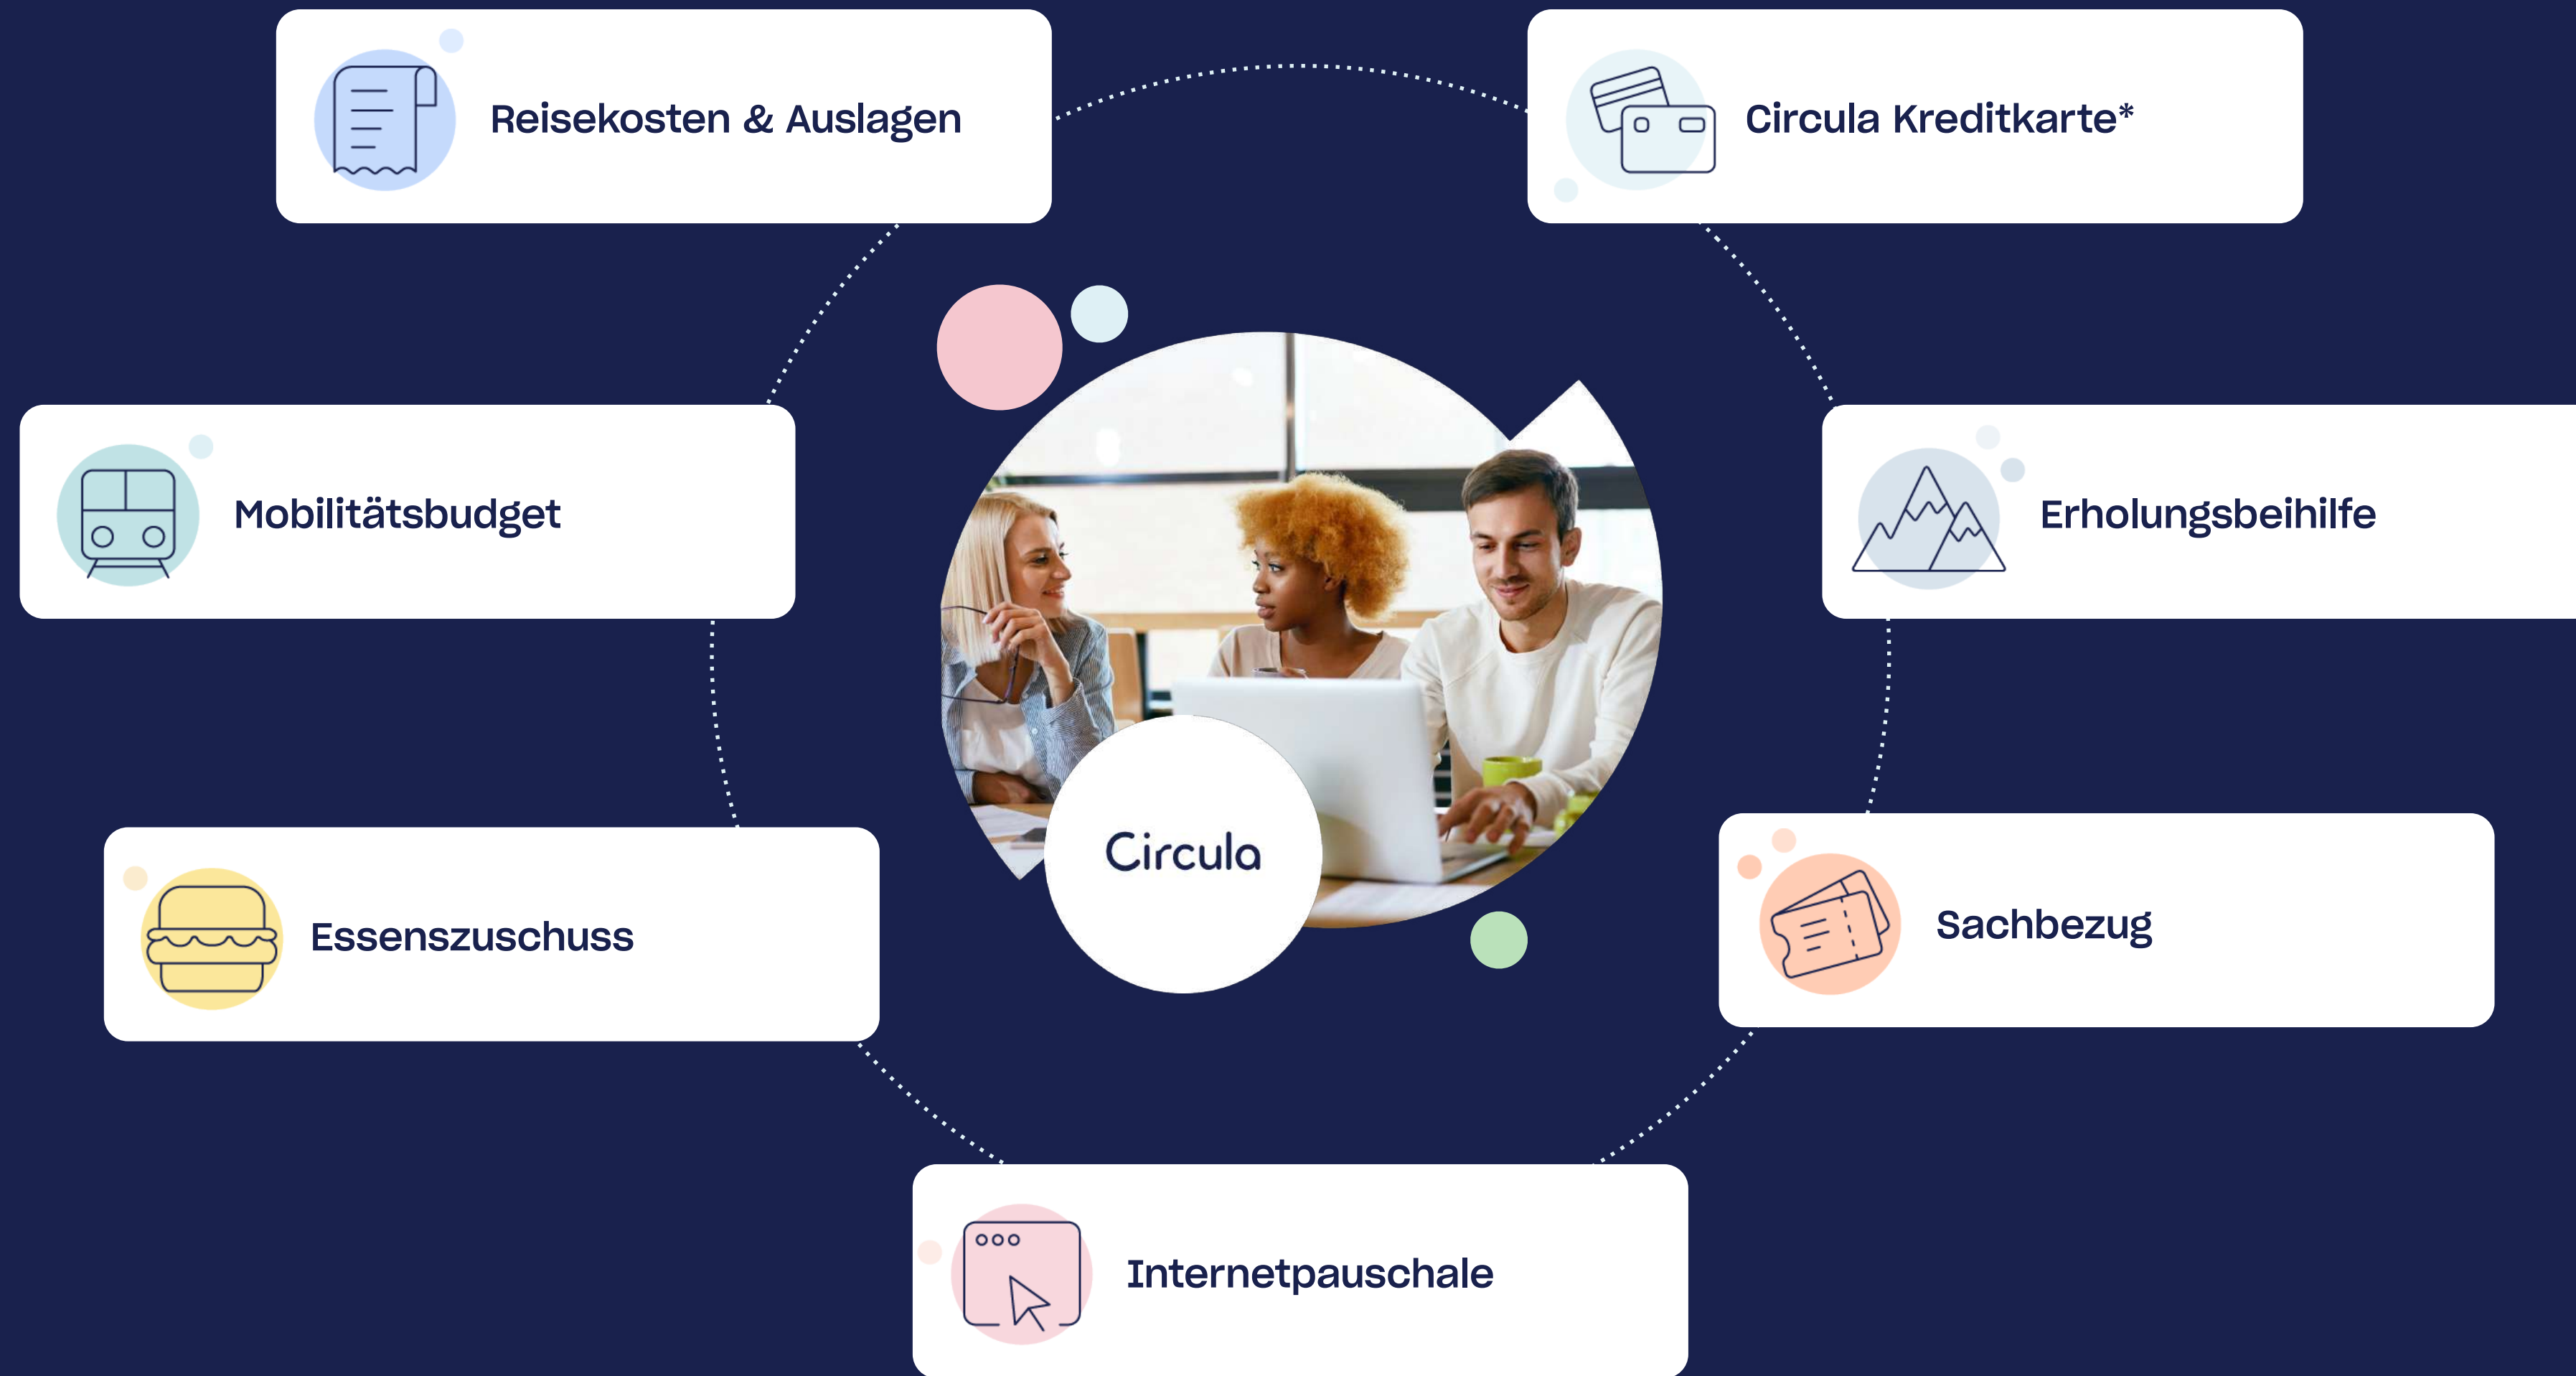 Reisekosten & Auslagen
Circula Kreditkarte*
Mobilitätsbudget
Erholungsbeihilfe
Circula
Essenszuschuss
Sachbezug
Internetpauschale